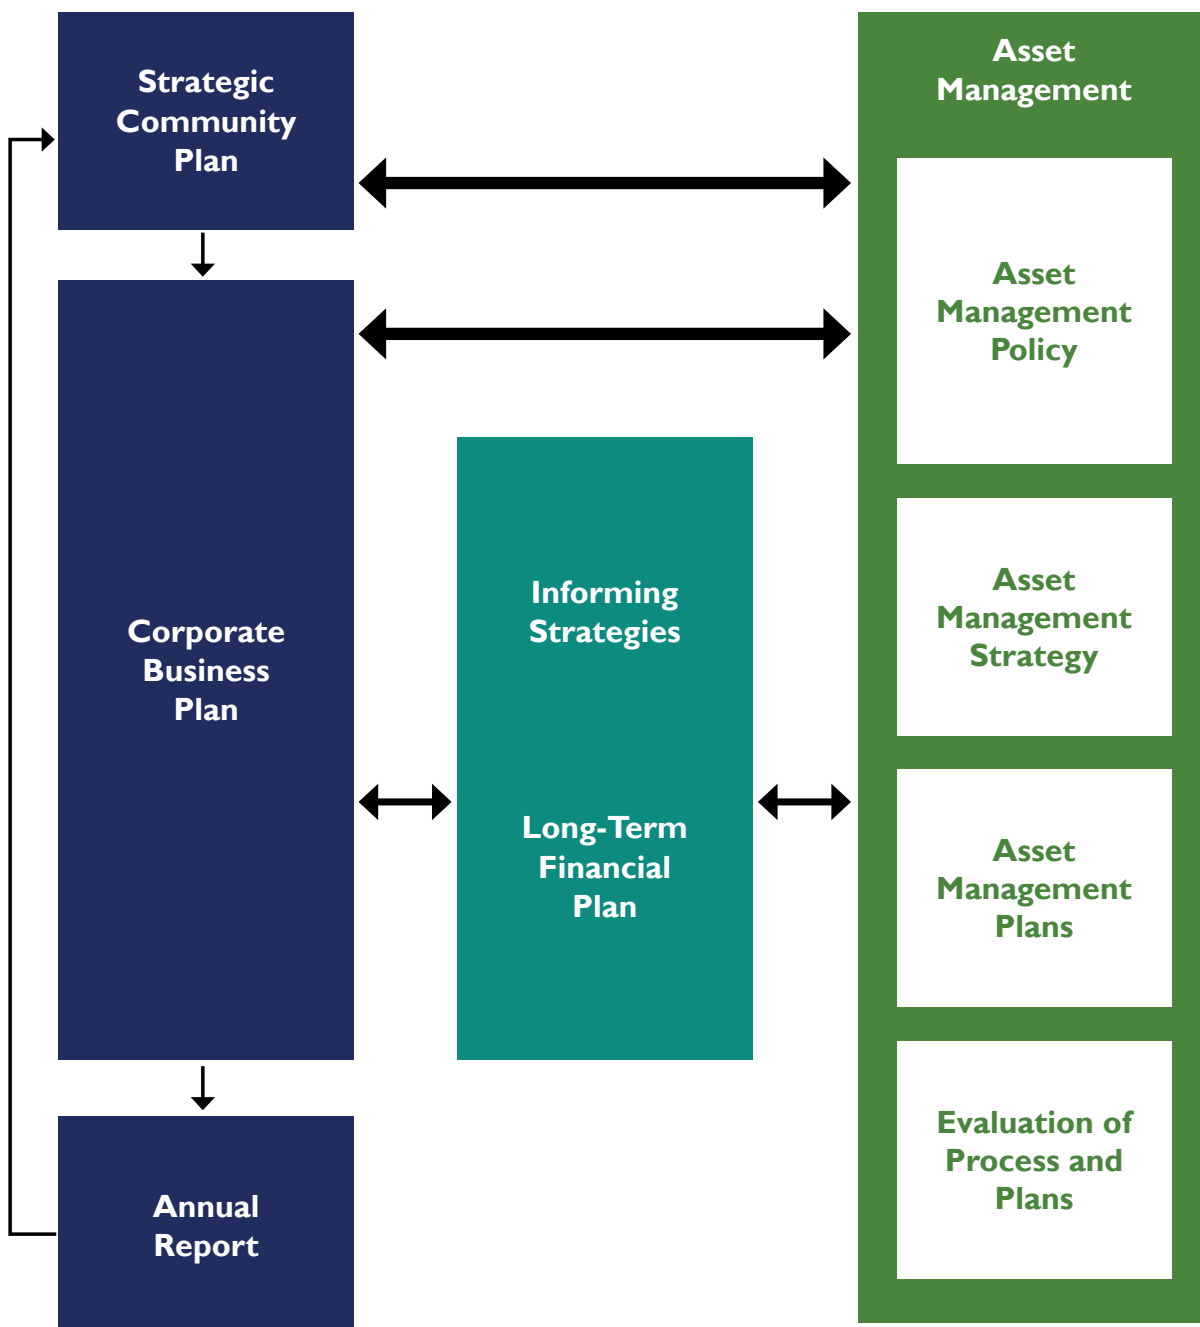 Strategic
Community
Plan
Corporate
Business
Plan
Annual
Report
Informing
Strategies
Long-Term
Financial
Plan
Asset
Management
Asset
Management
Policy
Asset
Management
Strategy
Asset
Management
Plans
Evaluation of
Process and
Plans